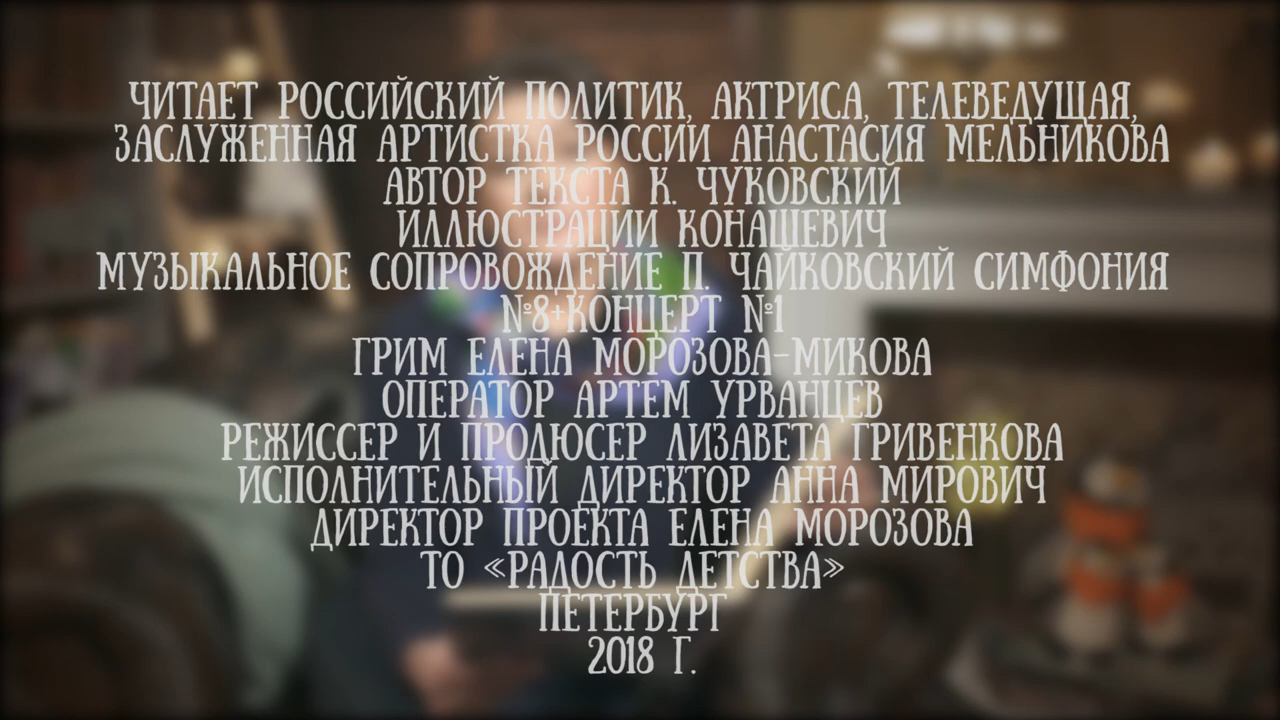 ЧИТАЕТ РОССИЙСКИЙ ПОЛИТИК, АКТРИСА, ТЕЛЕВЕДУЩАЯ,
ЗАСЛУЖЕННАЯ АРТИСТКА РОССИИ АНАСТАСИЯ МЕЛЬНИКОВА
АВТОР ТЕКСТА К. ЧУКОВСКИЙ
ИЛЛЮСТРАЦИИ КОНАШЕВИЧ
МУЗЫКАЛЬНОЕ СОПРОВОЖДЕНИЕ П. ЧАЙКОВСКИЙ СИМФОНИЯ
№8+КОНЦЕРТ №1
ГРИМ ЕЛЕНА МОРОЗОВА-МИКОВА
ОПЕРАТОР АРТЕМ УРВАНЦЕВ
РЕЖИССЕР И ПРОДЮСЕР ЛИЗАВЕТА ГРИВЕНКОВА
ИСПОЛНИТЕЛЬНЫЙ ДИРЕКТОР АННА МИРОВИЧ
ДИРЕКТОР ПРОЕКТА ЕЛЕНА МОРОЗОВА
ТО «РАДОСТЬ ДЕТСТВА»
ПЕТЕРБУРГ
2018 Г.